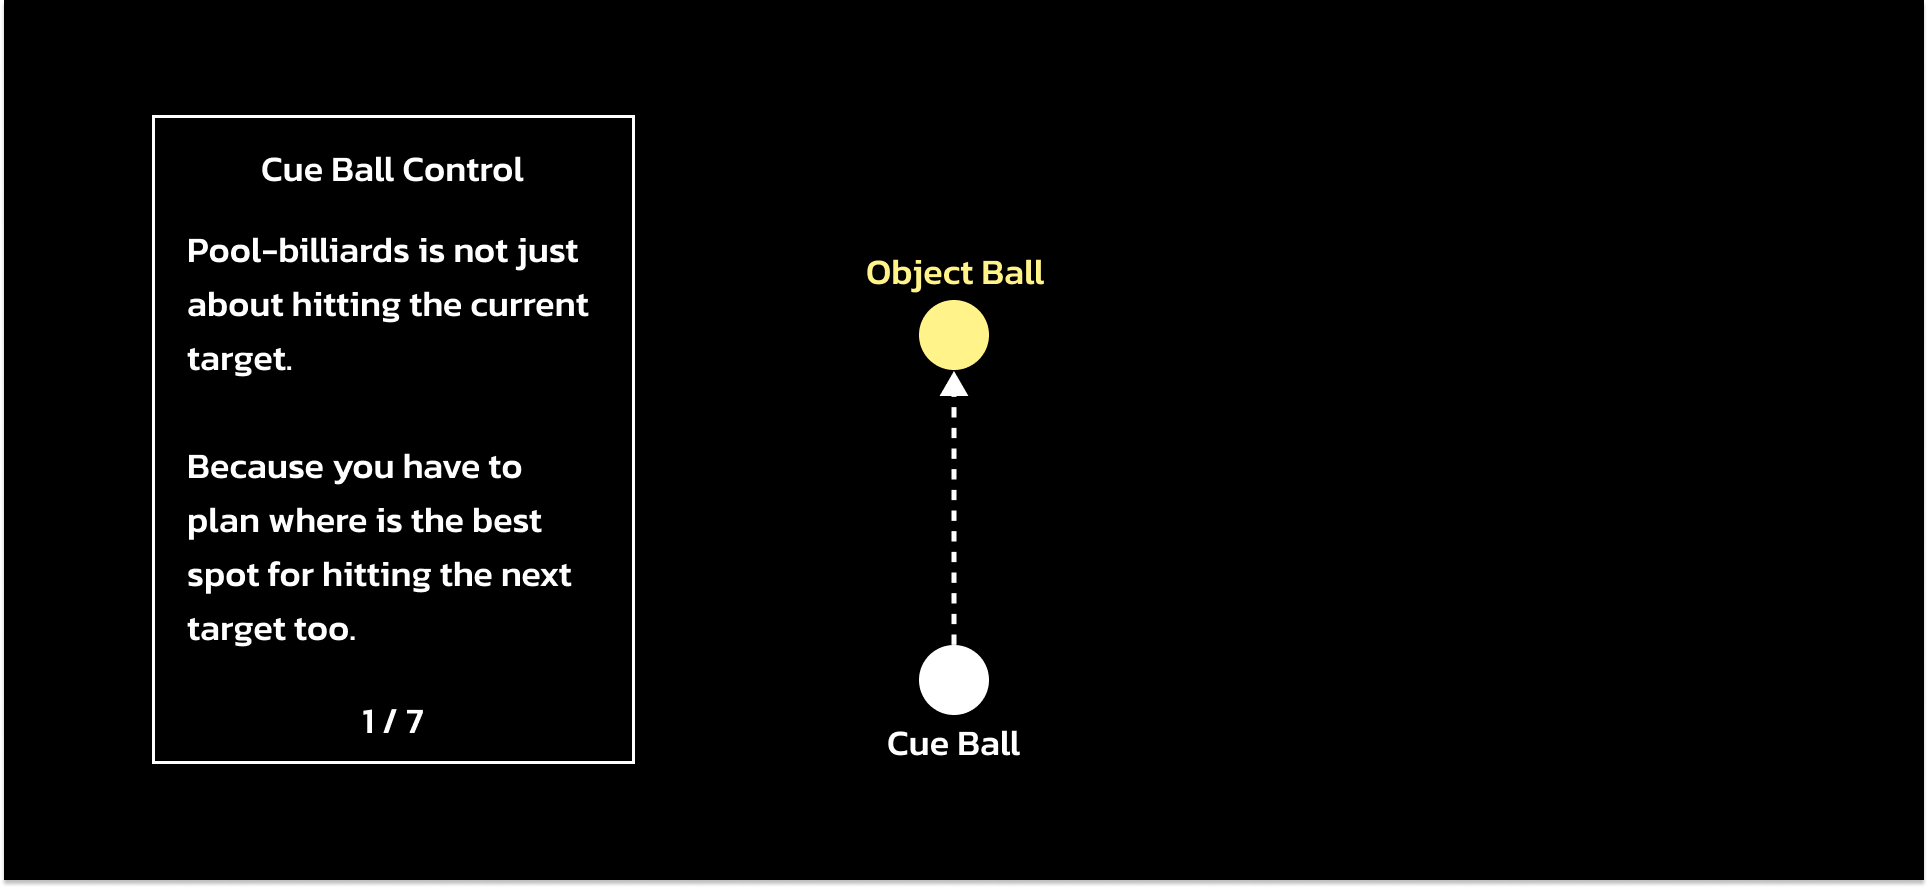 Cue Ball Control
Pool-billiards is not just
about hitting the current
target.
Because you have to
plan where is the best
spot for hitting the next
target too.
1 / 7
Object Ball
Cue Ball